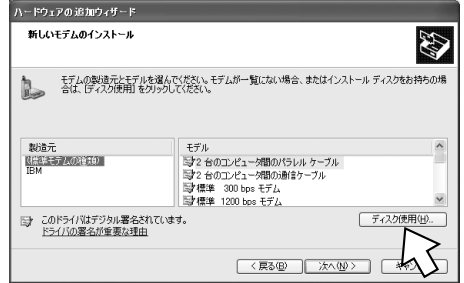 ハードウェアの追加ウィザード
新しいモデムのインストール
モデムの製造元とモデルを選んでください。モデムが一覧にない場合、またはインストール ディスクをお持ちの場
合は、[ディスク使用] をクリックしてください。
製造元
(標準モデムの種類)
IBM
モデル
2 台のコンピュータ間のパラレル ケーブル
2 台のコンピュータ間の通信ケーブル
標準 300 bps モデム
標準 1200 bps モデム
このドライバはデジタル署名されています。
ドライバの署名が重要な理由
ディスク使用(H)...
< 戻る(B)
次へ(N) >